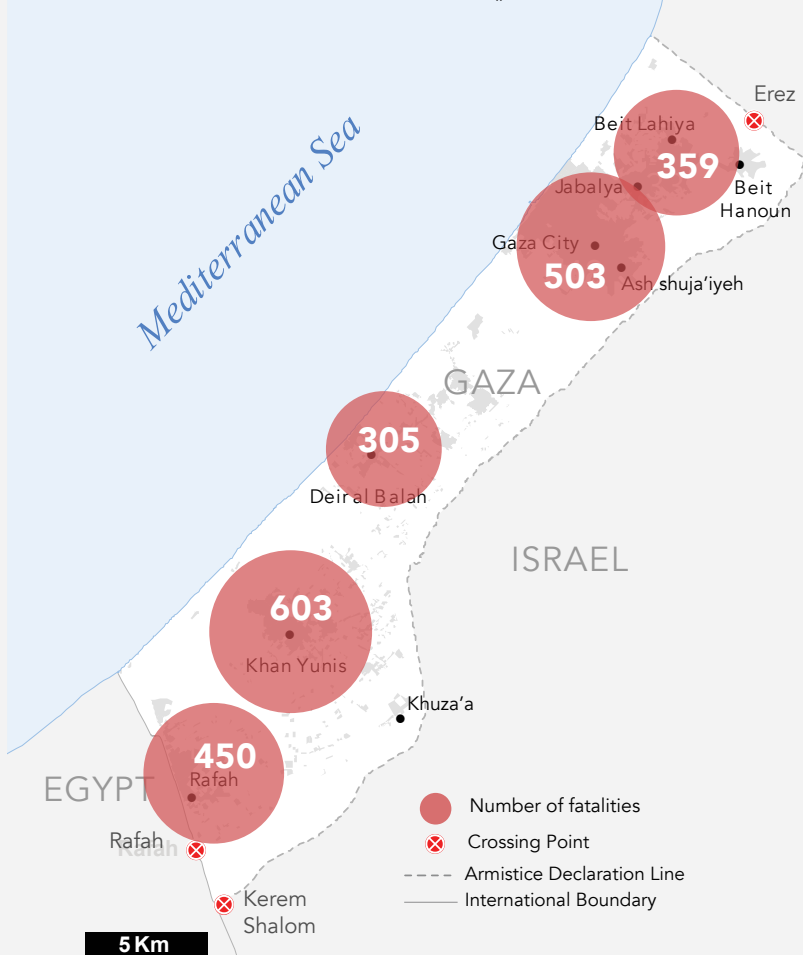 Erez
Beit Lahiya
359
Beit
Hanoun
Jabalya
Mediterranean Sea
Gaza City
503
Ash shuja'iyeh
GAZA
305
Deir al Balah
ISRAEL
603
Khan Yunis
Khuza'a
450
Rafah
EGYPT
Number of fatalities
Rafah
Rafah
Crossing Point
Armistice Declaration Line
International Boundary
Kerem
Shalom
5 Km